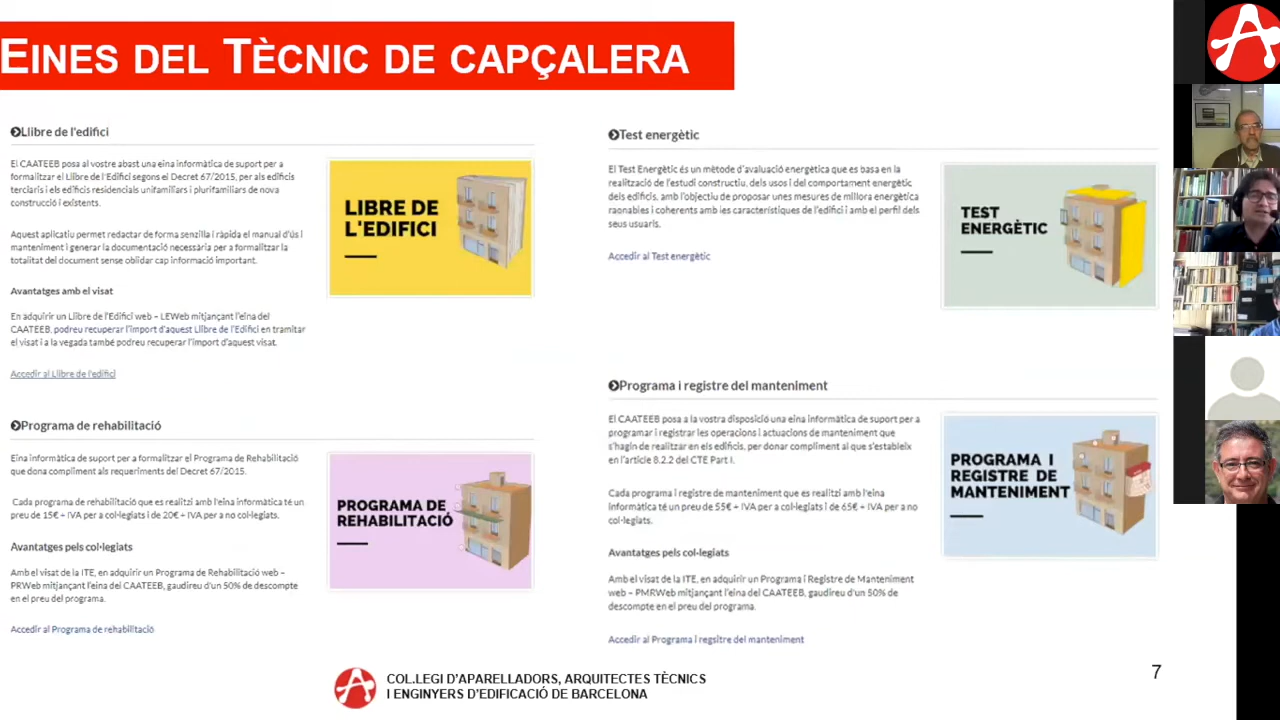 EINES DEL TÈCNIC DE CAPÇALERA
Llibre de l'edifici
El CAATEEB posa al vostre abast una eina informàtica de suport per a
formalitzar el Llibre de l'Edifici segons el Decret 67/2015, per als edificis
terciaris i els edificis residencials unifamiliars i plurifamiliars de nova
construcció i existents.
Aquest aplicatiu permet redactar de forma senzilla i ràpida el manual d'ús i
manteniment i generar la documentació necessària per a formalitzar la
totalitat del document sense oblidar cap informació important.
Avantatges amb el visat
En adquirir un Llibre de l'Edifici web – LEWeb mitjançant l'eina del
CAATEEB, podreu recuperar l'import d'aquest Llibre de l'Edifici en tramitar
el visat i a la vegada també podreu recuperar l'import d'aquest visat.
Accedir al Llibre de l'edifici
LIBRE DE
L'EDIFICI
Programa de rehabilitació
Eina informàtica de suport per a formalitzar el Programa de Rehabilitació
que dona compliment als requeriments del Decret 67/2015.
Cada programa de rehabilitació que es realitzi amb l'eina informàtica té un
preu de 15€ + IVA per a col·legiats i de 20€ + IVA per a no col·legiats.
Avantatges pels col·legiats
Amb el visat de la ITE, en adquirir un Programa de Rehabilitació web –
PRWeb mitjançant l'eina del CAATEEB, gaudireu d'un 50% de descompte
en el preu del programa.
Accedir al Programa de rehabilitació
PROGRAMA DE
REHABILITACIÓ
Test energètic
El Test Energètic és un mètode d'avaluació energètica que es basa en la
realització de l'estudi constructiu, dels usos i del comportament energètic
dels edificis, amb l'objectiu de proposar unes mesures de millora energètica
raonables i coherents amb les característiques de l'edifici i amb el perfil dels
seus usuaris.
Accedir al Test energètic
TEST
ENERGÈTIC
Programa i registre del manteniment
El CAATEEB posa a la vostra disposició una eina informàtica de suport per a
programar i registrar les operacions i actuacions de manteniment que
s'hagin de realitzar en els edificis, per donar compliment al que s'estableix
en l'article 8.2.2 del CTE Part I.
Cada programa i registre de manteniment que es realitzi amb l'eina
informàtica té un preu de 55€ + IVA per a col·legiats i de 65€ + IVA per a no
col·legiats.
Avantatges pels col·legiats
Amb el visat de la ITE, en adquirir un Programa i Registre de Manteniment
web – PMRWeb mitjançant l'eina del CAATEEB, gaudireu d'un 50% de
descompte en el preu del programa.
Accedir al Programa i regsitre del manteniment
PROGRAMA I
REGISTRE DE
MANTENIMENT
COL.LEGI D'APARELLADORS, ARQUITECTES TÈCNICS
I ENGINYERS D'EDIFICACIÓ DE BARCELONA
7